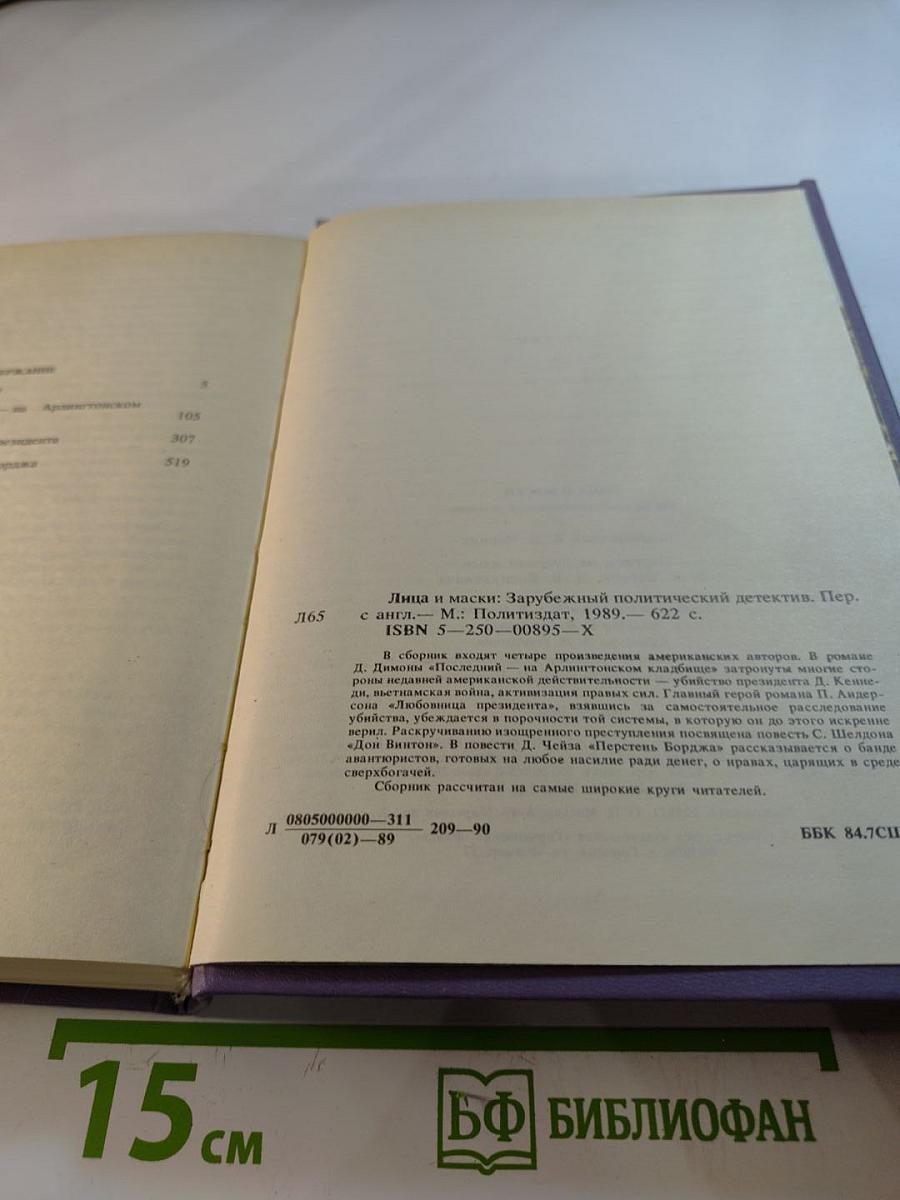 5
— на Арлингтонском
105
307
519
Лица и маски: Зарубежный политический детектив. Пер.
Л65 с англ.— М.: Политиздат, 1989.— 622 с.
ISBN 5—250—00895—X
В сборник входят четыре произведения американских авторов. В романе
Д. Димоны «Последний — на Арлингтонском кладбище» затронуты многие сто-
роны недавней американской действительности — убийство президента Д. Кенне-
ди, вьетнамская война, активизация правых сил. Главный герой романа П. Андер-
сона «Любовница президента», взявшись за самостоятельное расследование
убийства, убеждается в порочности той системы, в которую он до этого искренне
верил. Раскручиванию изощренного преступления посвящена повесть С. Шелдона
«Дон Винтон». В повести Д. Чейза «Перстень Борджа» рассказывается о банде
авантюристов, готовых на любое насилие ради денег, о нравах, царящих в среде
сверхбогачей.
Сборник рассчитан на самые широкие круги читателей.
Л 0805000000—311
079(02)—89 209—90
ББК 84.7СШ
15 см
БФ БИБЛИОФАН